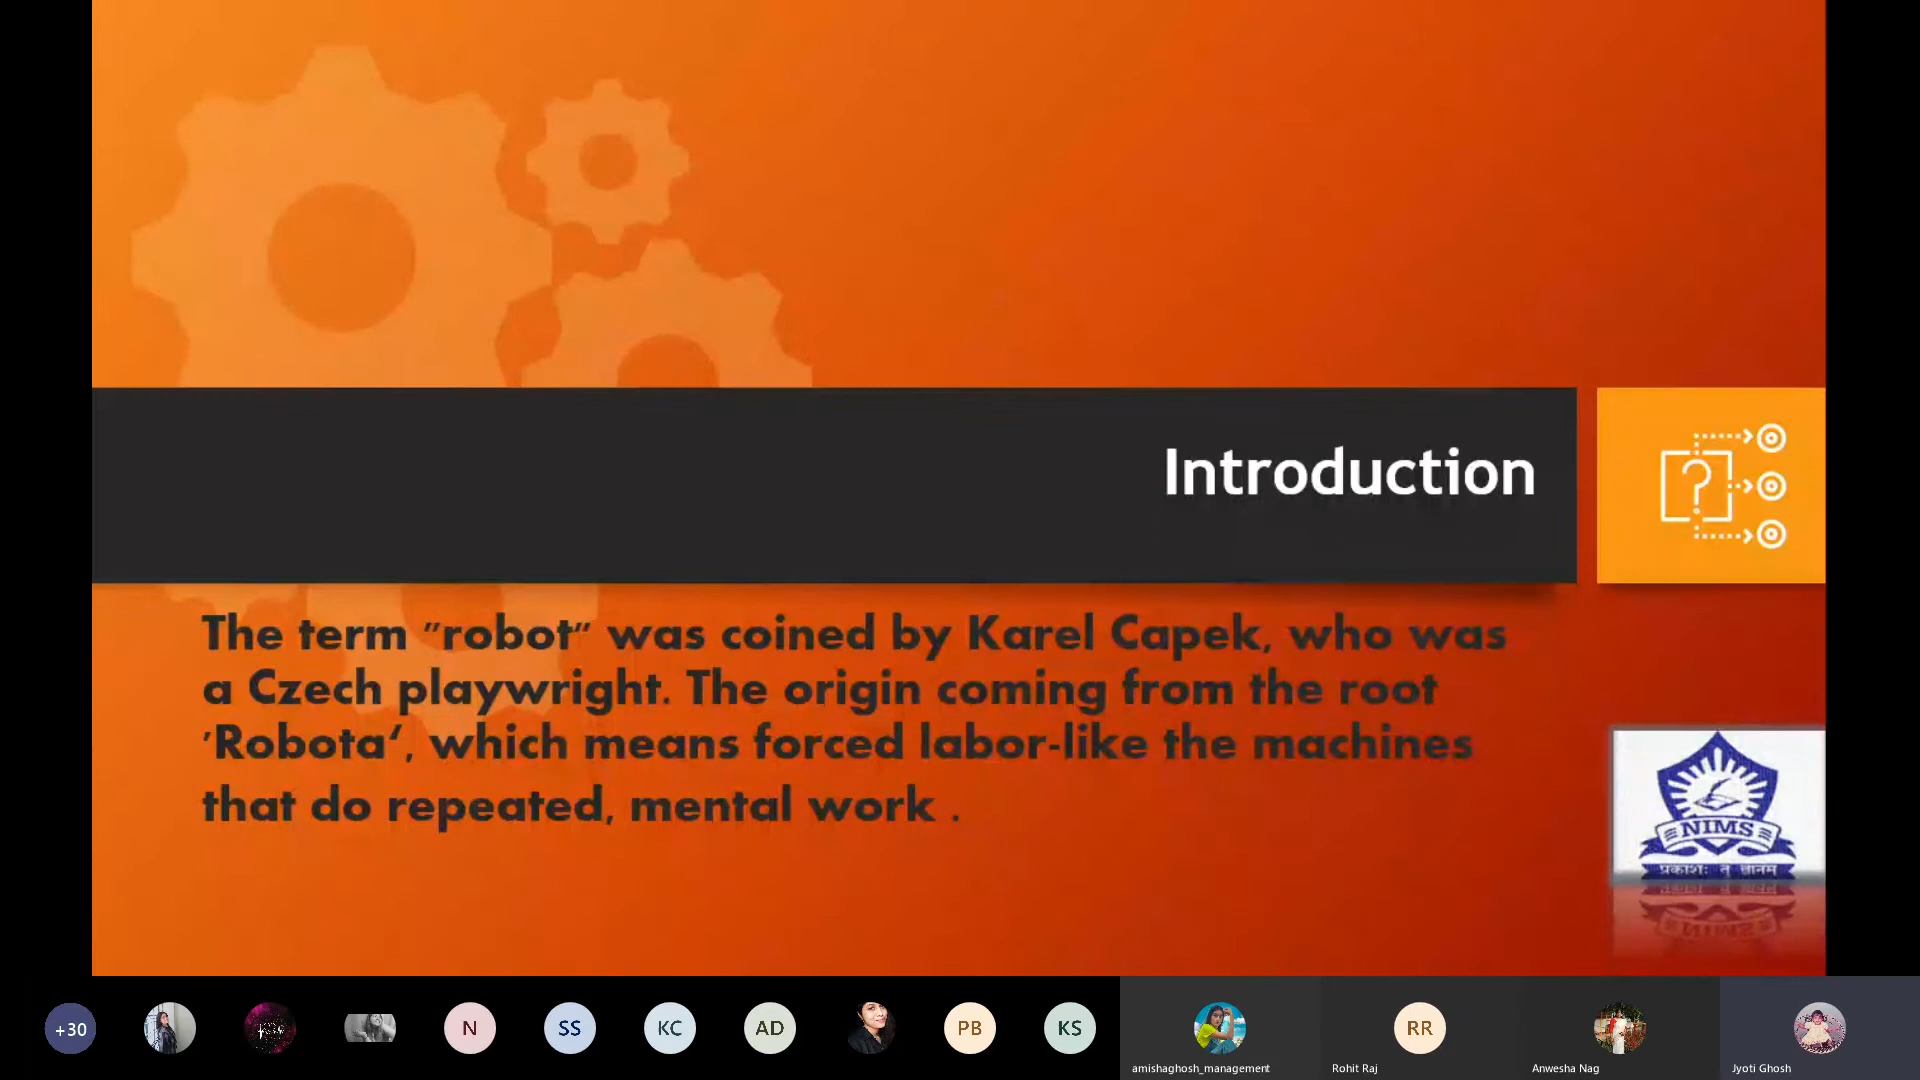 Introduction
The term "robot" was coined by Karel Capek, who was
a Czech playwright. The origin coming from the root
'Robota‘, which means forced labor-like the machines
that do repeated, mental work .
NIMS
प्रकाशः तु ज्ञानम्
+30
N
SS
KC
AD
PB
KS
RR
amishaghosh_management
Rohit Raj
Anwesha Nag
Jyoti Ghosh